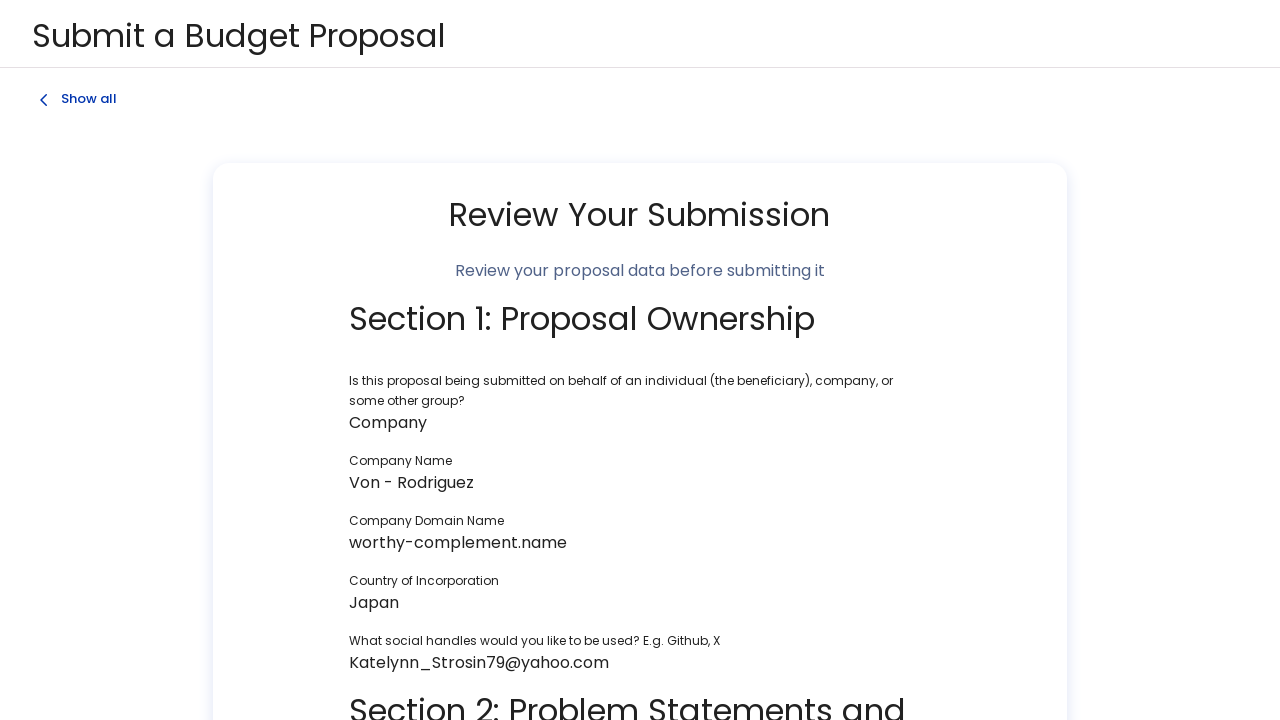 Submit a Budget Proposal
Show all
Review Your Submission
Review your proposal data before submitting it
Section 1: Proposal Ownership
Is this proposal being submitted on behalf of an individual (the beneficiary), company, or
some other group?
Company
Company Name
Von - Rodriguez
Company Domain Name
worthy-complement.name
Country of Incorporation
Japan
What social handles would you like to be used? E.g. Github, X
Katelynn_Strosin79@yahoo.com
Section 2: Problem Statements and